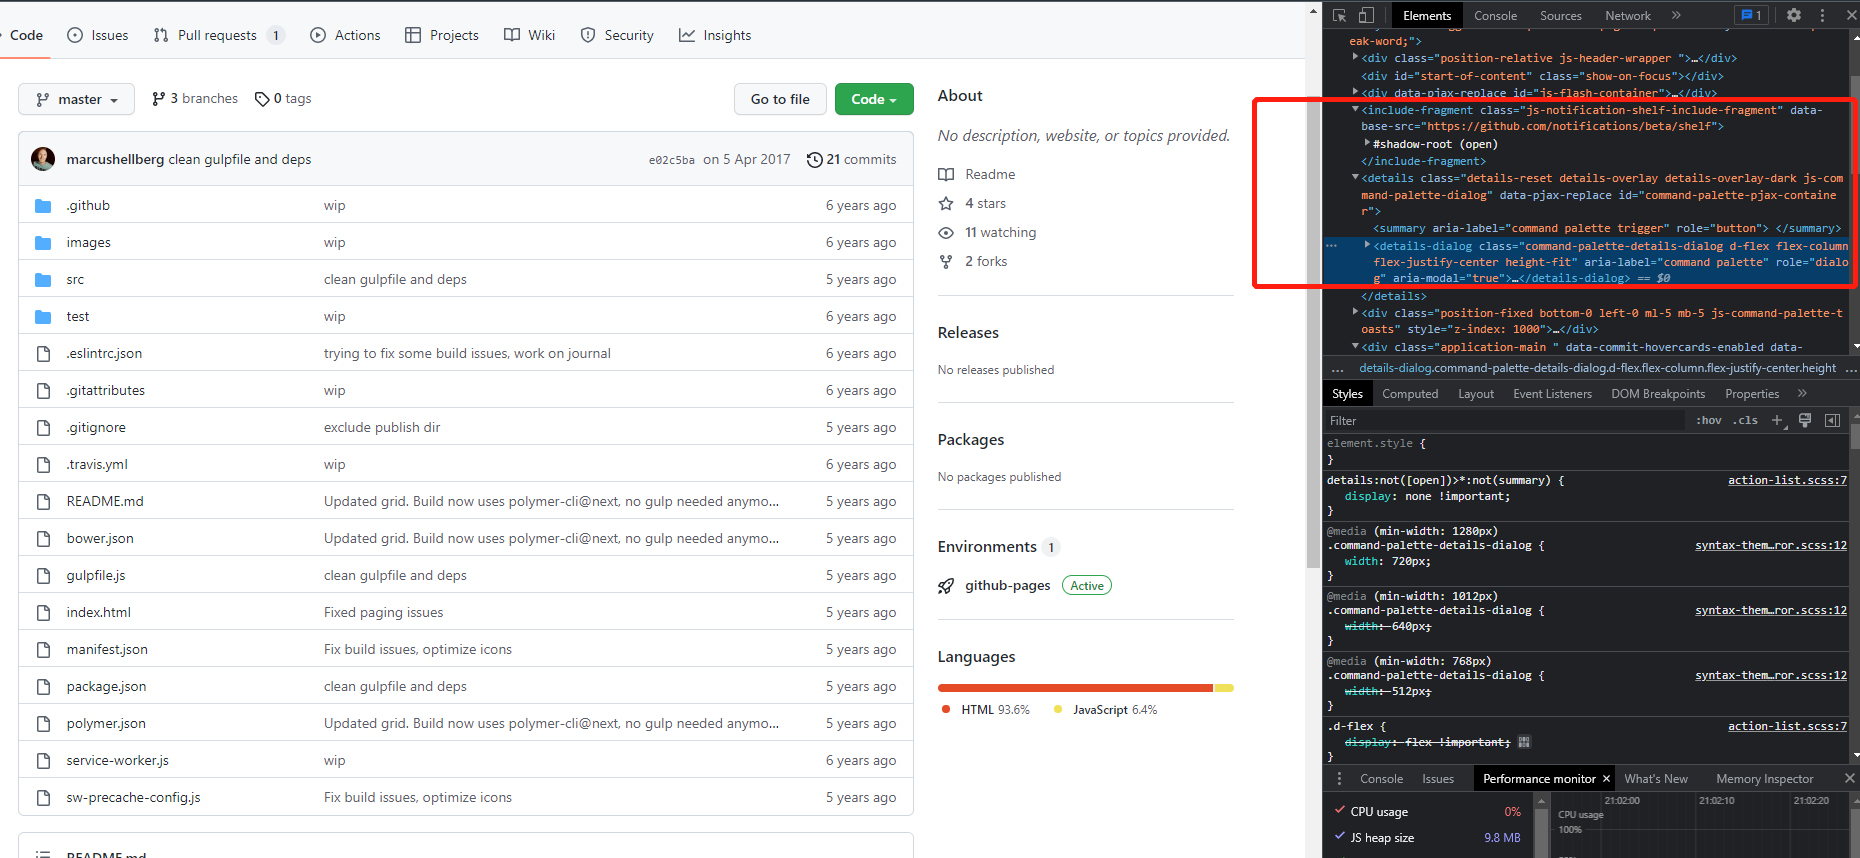 Code Issues Pull requests 1 Actions Projects Wiki Security Insights
master 3 branches 0 tags Go to file Code
marcushellberg clean gulpfile and deps e02c5ba on 5 Apr 2017 21 commits
.github wip 6 years ago
images wip 6 years ago
src clean gulpfile and deps 6 years ago
test wip 6 years ago
.eslintrc.json trying to fix some build issues, work on journal 6 years ago
.gitattributes wip 6 years ago
.gitignore exclude publish dir 5 years ago
.travis.yml wip 6 years ago
README.md Updated grid. Build now uses polymer-cli@next, no gulp needed anymo... 5 years ago
bower.json Updated grid. Build now uses polymer-cli@next, no gulp needed anymo... 5 years ago
gulpfile.js clean gulpfile and deps 5 years ago
index.html Fixed paging issues 5 years ago
manifest.json Fix build issues, optimize icons 5 years ago
package.json clean gulpfile and deps 5 years ago
polymer.json Updated grid. Build now uses polymer-cli@next, no gulp needed anymo... 5 years ago
service-worker.js wip 6 years ago
sw-precache-config.js Fix build issues, optimize icons 5 years ago
README.md
About
No description, website, or topics provided.
Readme
4 stars
11 watching
2 forks
Releases
No releases published
Packages
No packages published
Environments 1
github-pages Active
Languages
HTML 93.6% JavaScript 6.4%
Elements Console Sources Network » 1
eak-word;">
<div class="position-relative js-header-wrapper ">…</div>
<div id="start-of-content" class="show-on-focus"></div>
<div data-pjax-replace id="js-flash-container">…</div>
<include-fragment class="js-notification-shelf-include-fragment" data-
base-src="https://github.com/notifications/beta/shelf">
#shadow-root (open)
</include-fragment>
<details class="details-reset details-overlay details-overlay-dark js-com
mand-palette-dialog" data-pjax-replace id="command-palette-pjax-containe
r">
<summary aria-label="command palette trigger" role="button"> </summary>
<details-dialog class="command-palette-details-dialog d-flex flex-column
flex-justify-center height-fit" aria-label="command palette" role="dialo
g" aria-modal="true">…</details-dialog> == $0
</details>
<div class="position-fixed bottom-0 left-0 ml-5 mb-5 js-command-palette-t
oasts" style="z-index: 1000">…</div>
<div class="application-main " data-commit-hovercards-enabled data-
... details-dialog.command-palette-details-dialog.d-flex.flex-column.flex-justify-center.height ...
Styles Computed Layout Event Listeners DOM Breakpoints Properties »
Filter :hov .cls +
element.style {
}
details:not([open])>*:not(summary) { action-list.scss:7
display: none !important;
}
@media (min-width: 1280px)
.command-palette-details-dialog { syntax-them…ror.scss:12
width: 720px;
}
@media (min-width: 1012px)
.command-palette-details-dialog { syntax-them…ror.scss:12
width: 640px;
}
@media (min-width: 768px)
.command-palette-details-dialog { syntax-them…ror.scss:12
width: 512px;
}
.d-flex { action-list.scss:7
display: flex !important;
}
Console Issues Performance monitor × What's New Memory Inspector
CPU usage 0%
JS heap size 9.8 MB
21:02:00 21:02:10 21:02:20
CPU usage
100%